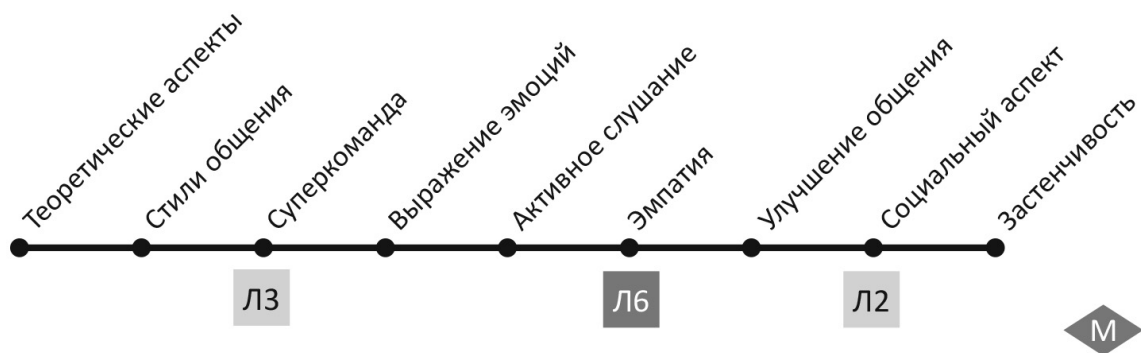 Теоретические аспекты
Стили общения
Суперкоманда
Выражение эмоций
Активное слушание
Эмпатия
Улучшение общения
Социальный аспект
Застенчивость
Л3
Л6
Л2
М